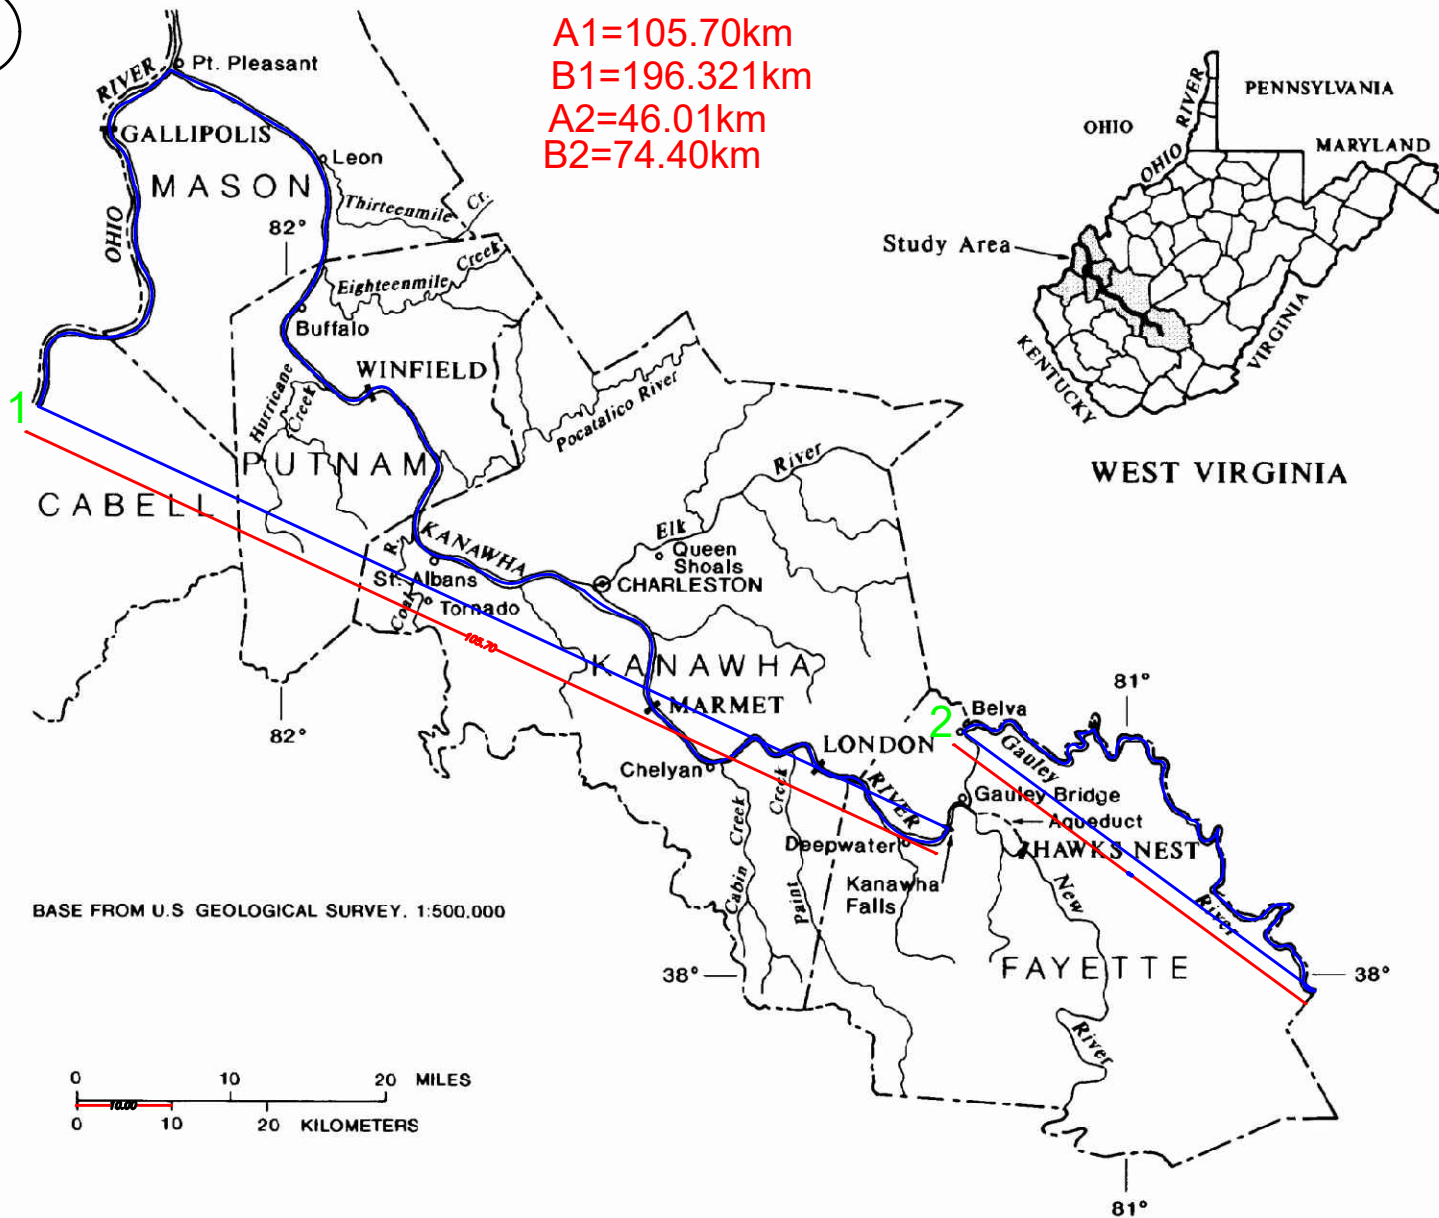 A1=105.70km
B1=196.321km
A2=46.01km
B2=74.40km
RIVER
Pt. Pleasant
GALLIPOLIS
Leon
MASON
Thirteenmile Cr.
OHIO
82°
Eighteenmile Creek
Buffalo
WINFIELD
Hurricane Creek
Pocatalico River
1
PUTNAM
CABELL
River
Elk
KANAWHA
R.
Queen Shoals
St. Albans
CHARLESTON
Coal
Tornado
105.70
KANAWHA
MARMET
82°
81°
Belva
2
LONDON
Gauley
Chelyan
RIVER
Gauley Bridge
Creek
Aqueduct
Deepwater
HAWKS NEST
Cabin Creek
Paint
Kanawha Falls
New
River
BASE FROM U.S GEOLOGICAL SURVEY. 1:500.000
FAYETTE
38°
38°
River
0 10 20 MILES
10.00
0 10 20 KILOMETERS
81°
PENNSYLVANIA
OHIO
OHIO RIVER
MARYLAND
Study Area
KENTUCKY
VIRGINIA
WEST VIRGINIA